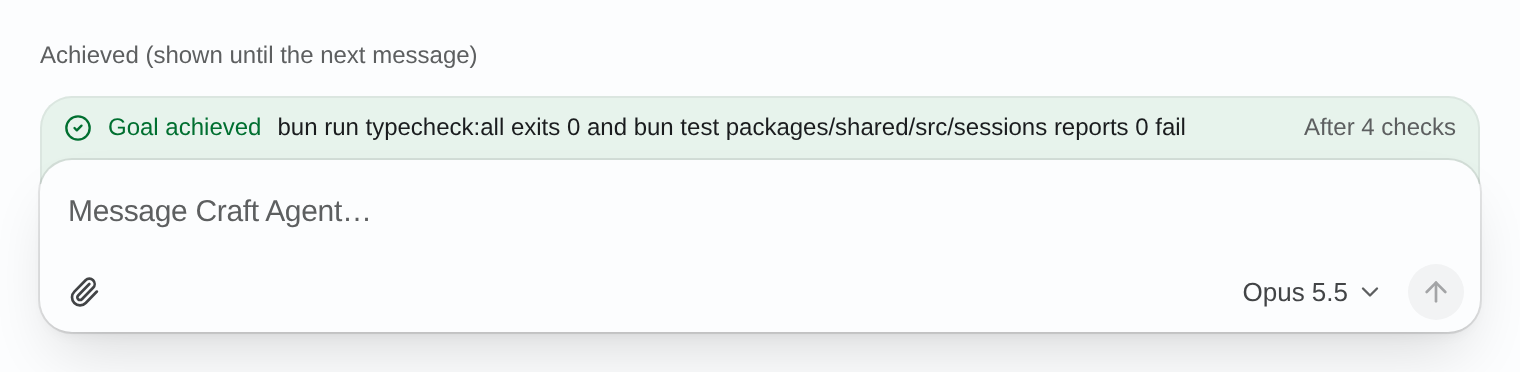 Achieved (shown until the next message)
Goal achieved bun run typecheck:all exits 0 and bun test packages/shared/src/sessions reports 0 fail After 4 checks
Message Craft Agent…
Opus 5.5